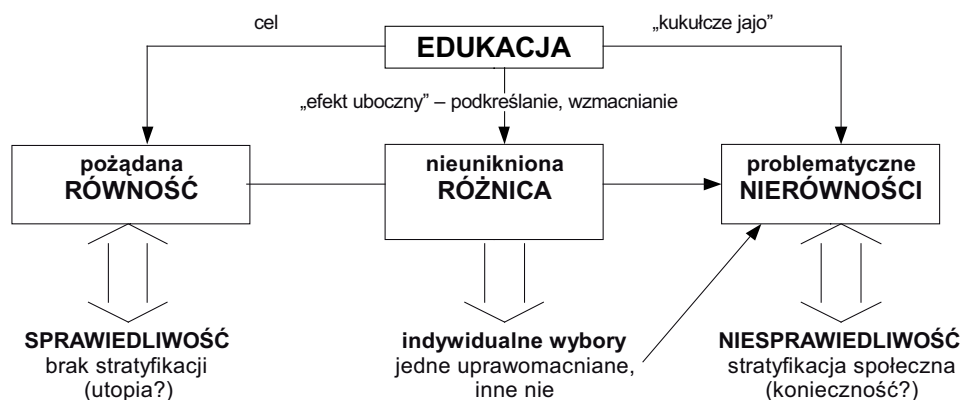 cel
„kukułcze jajo”
EDUKACJA
„efekt uboczny” – podkreślanie, wzmacnianie
pożądana
RÓWNOŚĆ
nieunikniona
RÓŻNICA
problematyczne
NIERÓWNOŚCI
SPRAWIEDLIWOŚĆ
brak stratyfikacji
(utopia?)
indywidualne wybory
jedne uprawomacniane,
inne nie
NIESPRAWIEDLIWOŚĆ
stratyfikacja społeczna
(konieczność?)